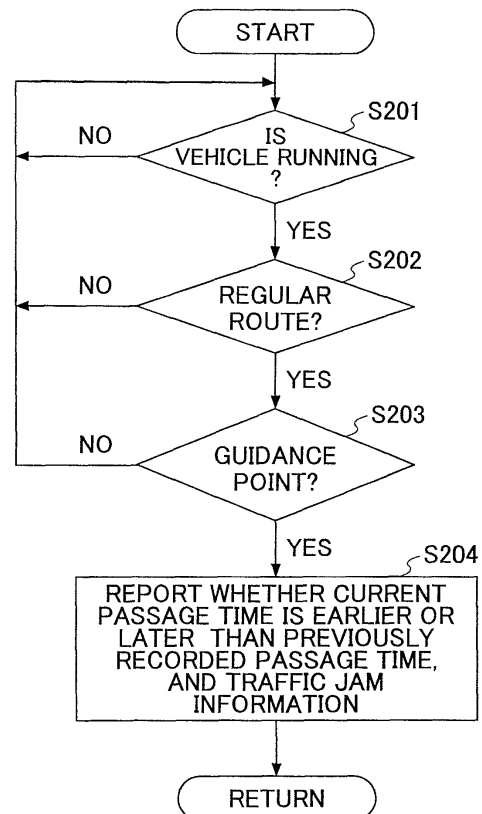 START
S201
NO
IS
VEHICLE RUNNING
?
YES
S202
NO
REGULAR
ROUTE?
YES
S203
NO
GUIDANCE
POINT?
YES
S204
REPORT WHETHER CURRENT
PASSAGE TIME IS EARLIER OR
LATER THAN PREVIOUSLY
RECORDED PASSAGE TIME,
AND TRAFFIC JAM
INFORMATION
RETURN